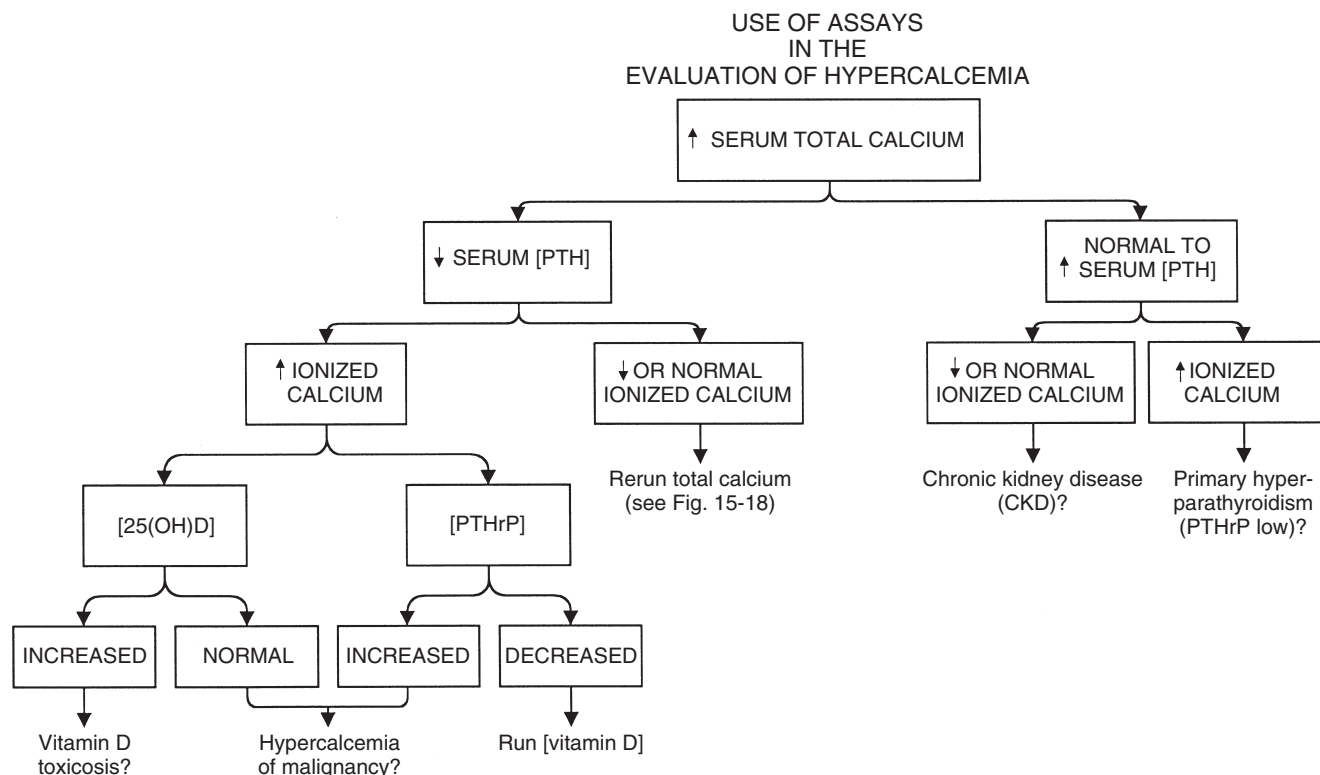 USE OF ASSAYS
IN THE
EVALUATION OF HYPERCALCEMIA
↑ SERUM TOTAL CALCIUM
↓ SERUM [PTH]
NORMAL TO
↑ SERUM [PTH]
↑ IONIZED
CALCIUM
↓ OR NORMAL
IONIZED CALCIUM
↓ OR NORMAL
IONIZED CALCIUM
↑ IONIZED
CALCIUM
Rerun total calcium
(see Fig. 15-18)
Chronic kidney disease
(CKD)?
Primary hyper-
parathyroidism
(PTHrP low)?
[25(OH)D]
[PTHrP]
INCREASED
NORMAL
INCREASED
DECREASED
Vitamin D
toxicosis?
Hypercalcemia
of malignancy?
Run [vitamin D]